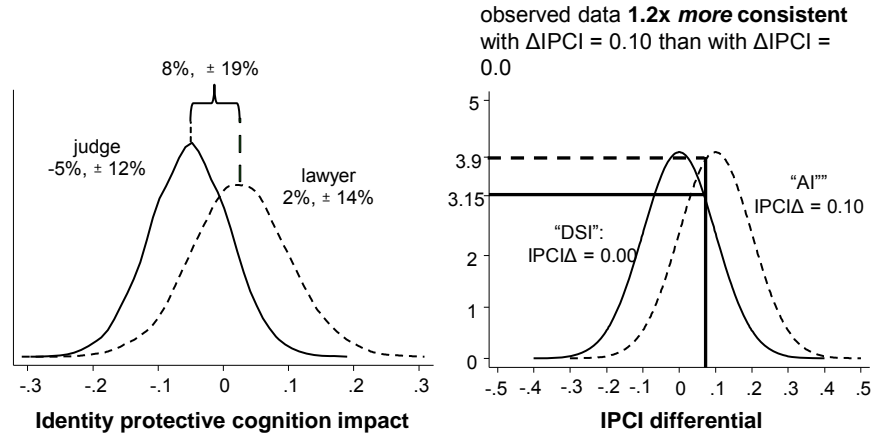 8%, ± 19%
judge
-5%, ± 12%
lawyer
2%, ± 14%
-.3 -.2 -.1 0 .1 .2 .3
Identity protective cognition impact
observed data 1.2x more consistent
with ΔIPCI = 0.10 than with ΔIPCI =
0.0
5
3.9
3.15
2
1
0
“AI””
IPCIΔ = 0.10
“DSI”:
IPCIΔ = 0.00
-.5 -.4 -.3 -.2 -.1 0 .1 .2 .3 .4 .5
IPCI differential